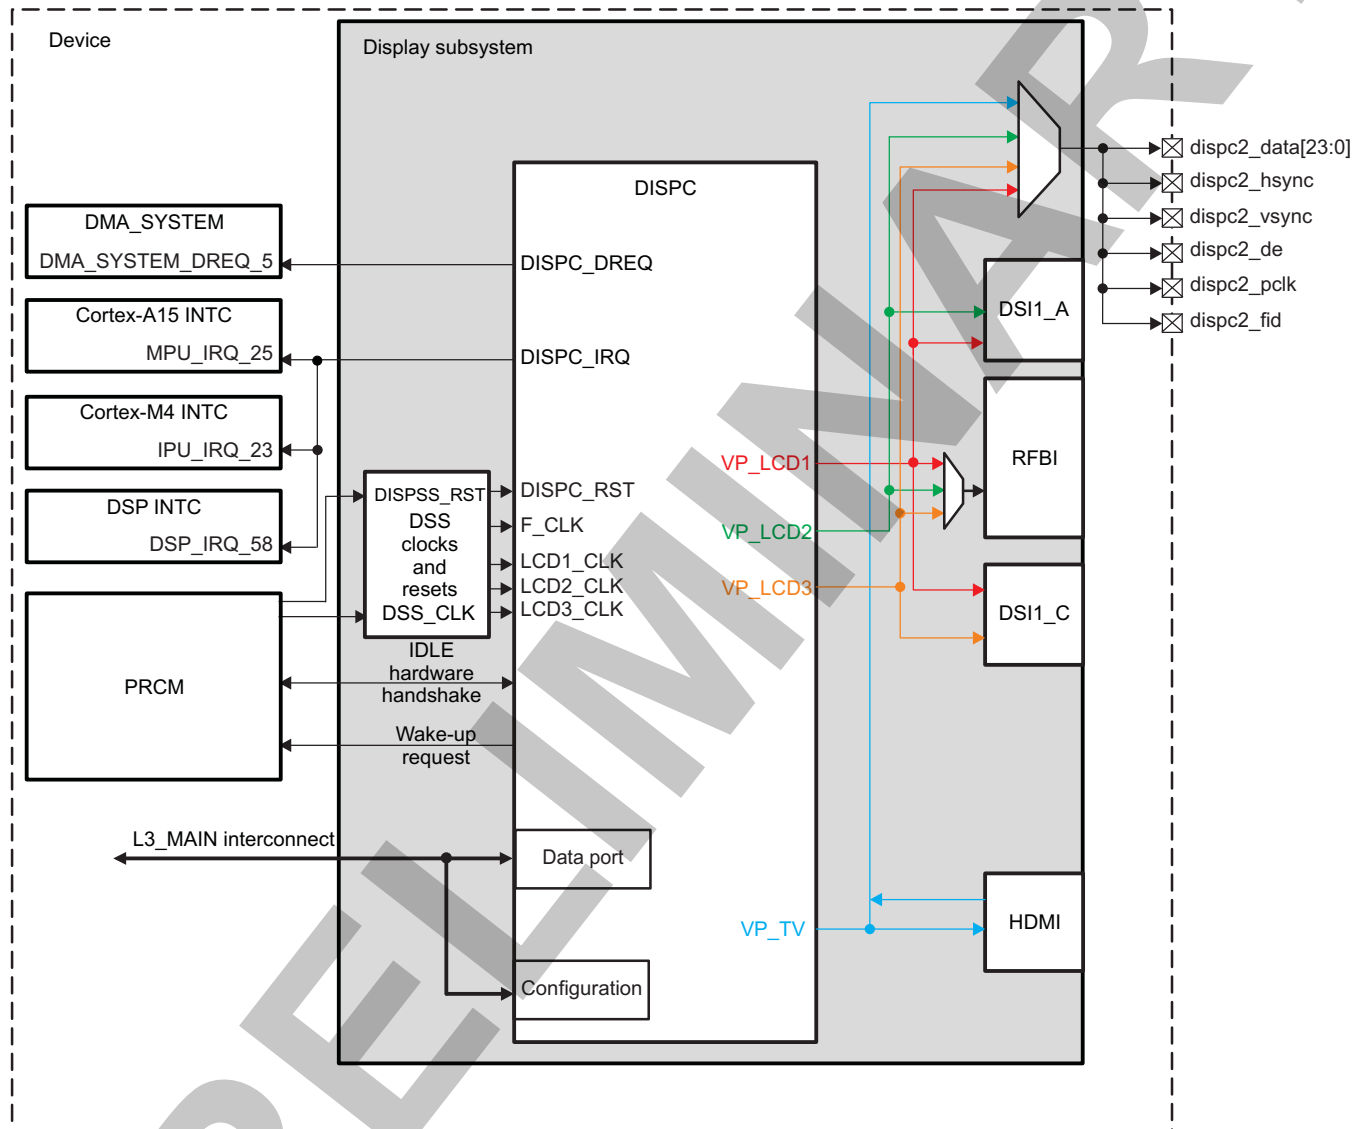 Device
Display subsystem
dispc2_data[23:0]
dispc2_hsync
dispc2_vsync
dispc2_de
dispc2_pclk
dispc2_fid
DMA_SYSTEM
DMA_SYSTEM_DREQ_5
Cortex-A15 INTC
MPU_IRQ_25
Cortex-M4 INTC
IPU_IRQ_23
DSP INTC
DSP_IRQ_58
PRCM
DISPSS_RST
DSS
clocks
and
resets
DSS_CLK
IDLE
hardware
handshake
Wake-up
request
L3_MAIN interconnect
DISPC
DISPC_DREQ
DISPC_IRQ
DISPC_RST
F_CLK
LCD1_CLK
LCD2_CLK
LCD3_CLK
VP_LCD1
VP_LCD2
VP_LCD3
Data port
VP_TV
Configuration
DSI1_A
RFBI
DSI1_C
HDMI
PRELIMINAR